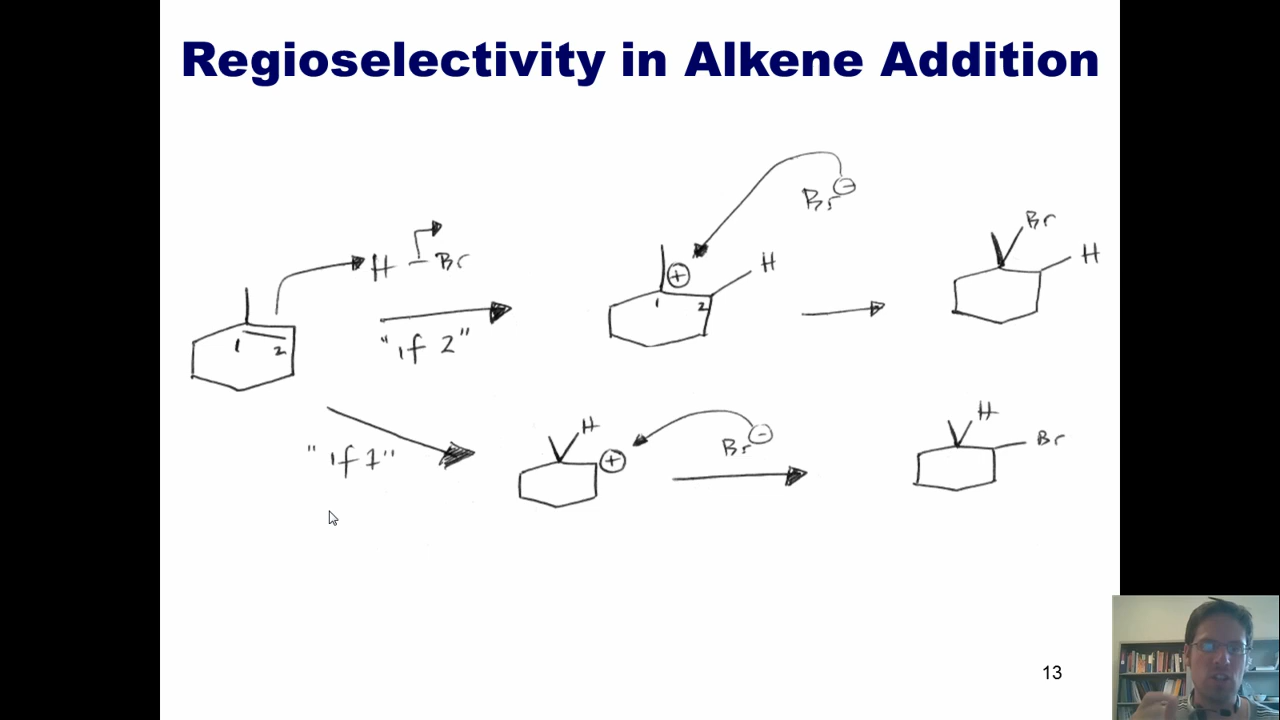 Regioselectivity in Alkene Addition
H - Br
1 2
"if 2"
⊕
H
1 2
Br⊖
Br
H
"if 1"
H
⊕
Br⊖
H
Br
13